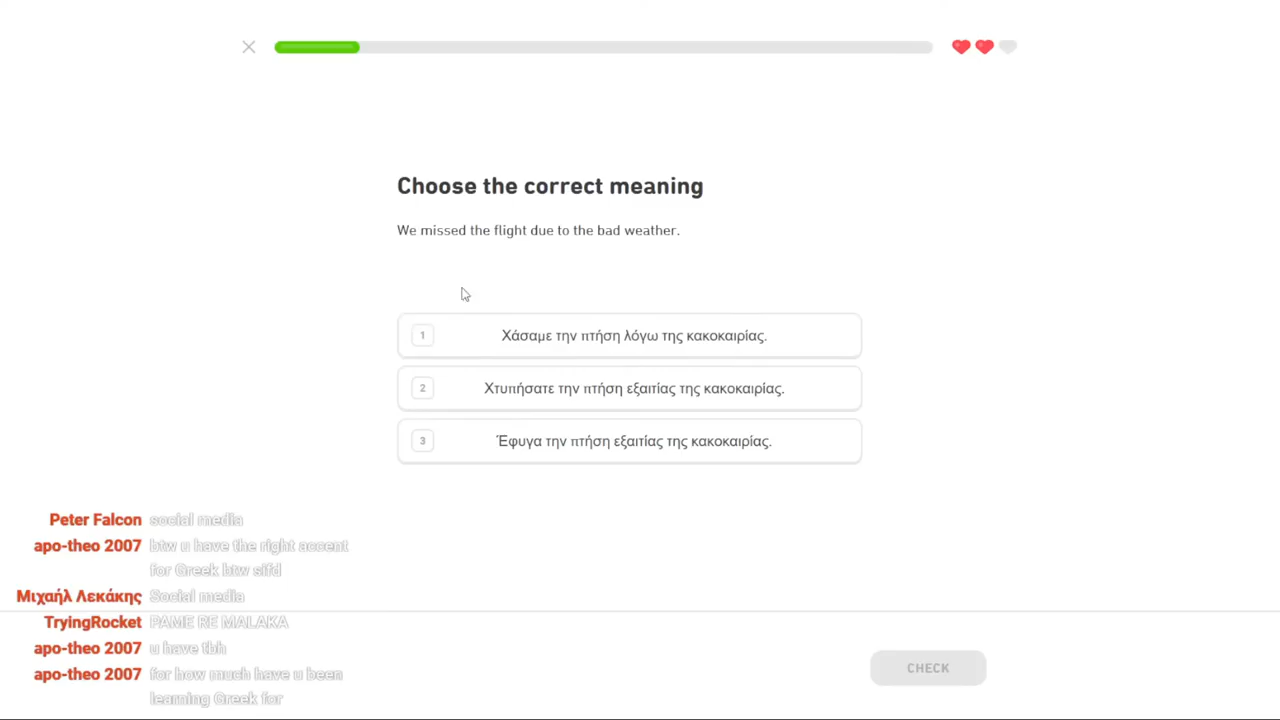 Choose the correct meaning
We missed the flight due to the bad weather.
1 Χάσαμε την πτήση λόγω της κακοκαιρίας.
2 Χτυπήσατε την πτήση εξαιτίας της κακοκαιρίας.
3 Έφυγα την πτήση εξαιτίας της κακοκαιρίας.
Peter Falcon social media
apo-theo 2007 btw u have the right accent
for Greek btw sifd
Μιχαήλ Λεκάκης Social media
TryingRocket PAME RE MALAKA
apo-theo 2007 u have tbh
apo-theo 2007 for how much have u been
learning Greek for
CHECK